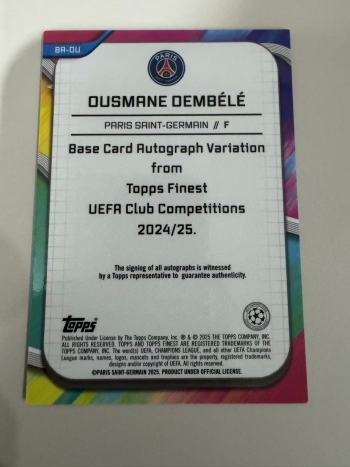 BA-OU
PARIS
OUSMANE DEMBÉLÉ
PARIS SAINT-GERMAIN // F
Base Card Autograph Variation
from
Topps Finest
UEFA Club Competitions
2024/25.
The signing of all autographs is witnessed
by a Topps representative to guarantee authenticity.
Topps
Published Under License by The Topps Company, Inc. ® & © 2025 THE TOPPS COMPANY, INC.
ALL RIGHTS RESERVED. TOPPS AND TOPPS FINEST ARE REGISTERED TRADEMARKS OF THE
TOPPS COMPANY, INC. The word(s) UEFA, CHAMPIONS LEAGUE, and all other UEFA Champions
League marks, names, logos, mascots and trophies are the property, registered trademarks,
designs and/or copyright of UEFA. All rights reserved.
©PARIS SAINT-GERMAIN 2025. PRODUCT UNDER OFFICIAL LICENSE.